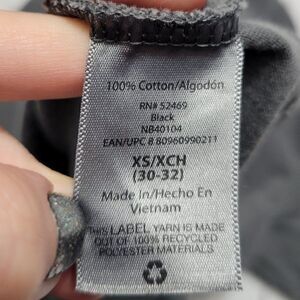 100% Cotton/Algodón
RN# 52469
Black
NB40104
EAN/UPC 8 80960990211
XS/XCH
(30-32)
Made In/Hecho En
Vietnam
THIS LABEL YARN IS MADE
OUT OF 100% RECYCLED
POLYESTER MATERIALS